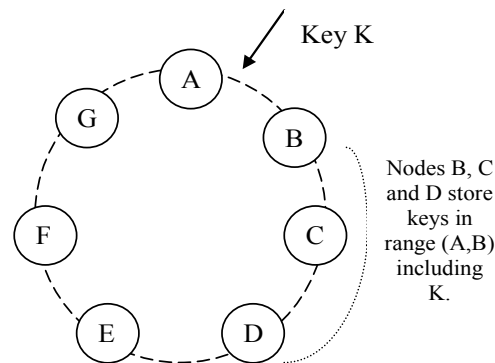 Key K
A
G
B
Nodes B, C
and D store
keys in
range (A,B)
including
K.
F
C
E
D